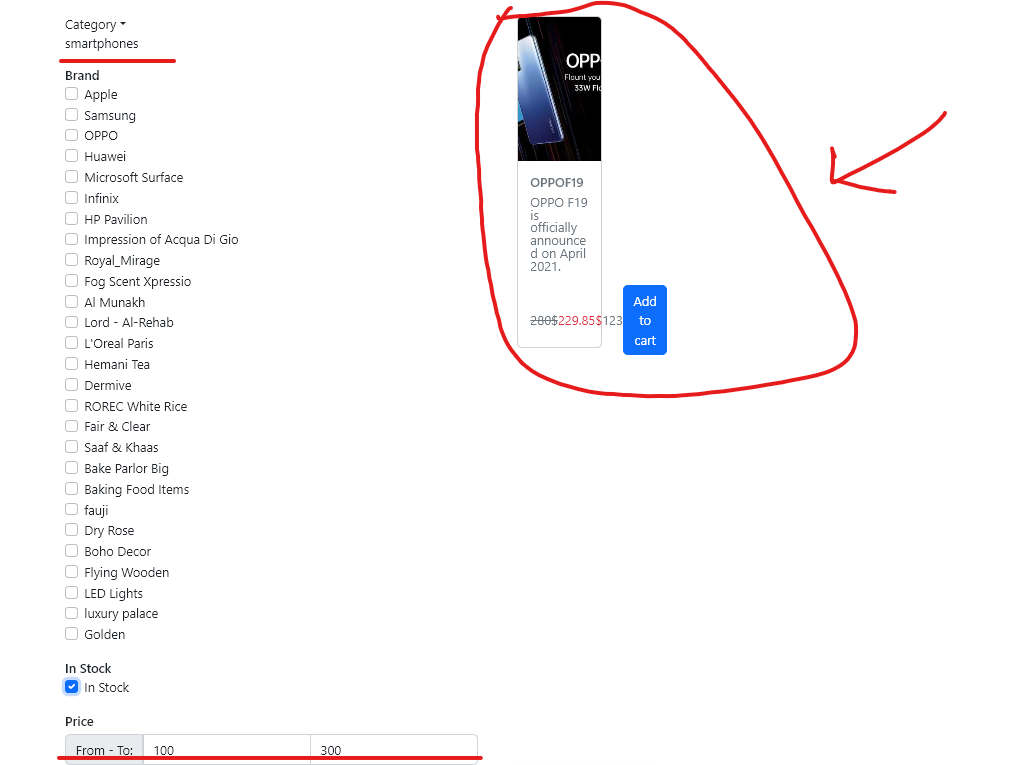 Category
smartphones
Brand
Apple
Samsung
OPPO
Huawei
Microsoft Surface
Infinix
HP Pavilion
Impression of Acqua Di Gio
Royal_Mirage
Fog Scent Xpressio
Al Munakh
Lord - Al-Rehab
L'Oreal Paris
Hemani Tea
Dermive
ROREC White Rice
Fair & Clear
Saaf & Khaas
Bake Parlor Big
Baking Food Items
fauji
Dry Rose
Boho Decor
Flying Wooden
LED Lights
luxury palace
Golden
In Stock
In Stock
Price
From - To: 100 300
OPP
Flount you
33W Fl
OPPOF19
OPPO F19
is
officially
announce
d on April
2021.
280$229.85$123
Add
to
cart